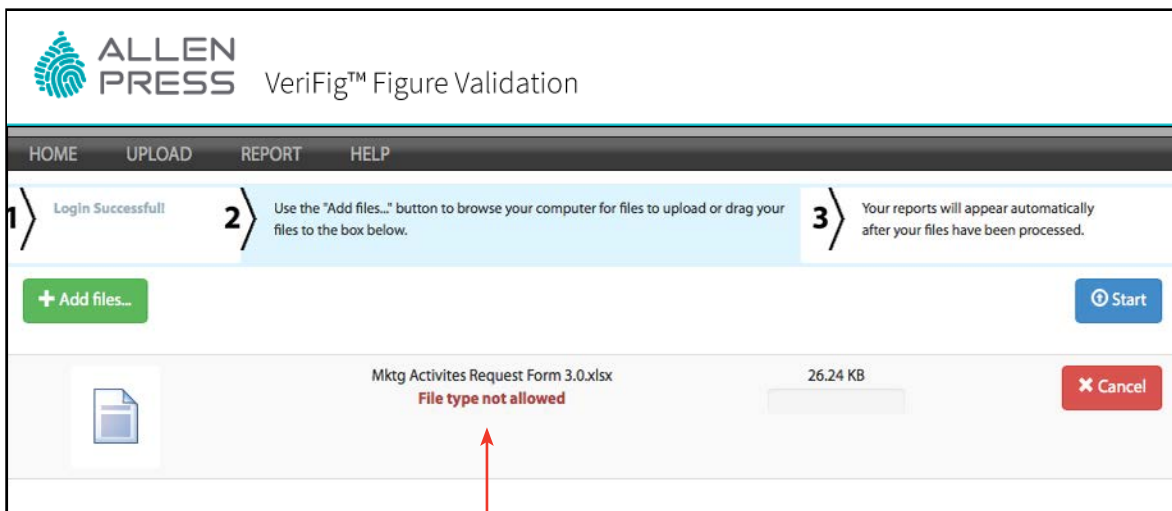 ALLEN
PRESS
VeriFig™ Figure Validation
HOME UPLOAD REPORT HELP
1 Login Successful!
2 Use the "Add files..." button to browse your computer for files to upload or drag your
files to the box below.
3 Your reports will appear automatically
after your files have been processed.
+ Add files...
Start
Mktg Activites Request Form 3.0.xlsx
File type not allowed
26.24 KB
✖ Cancel